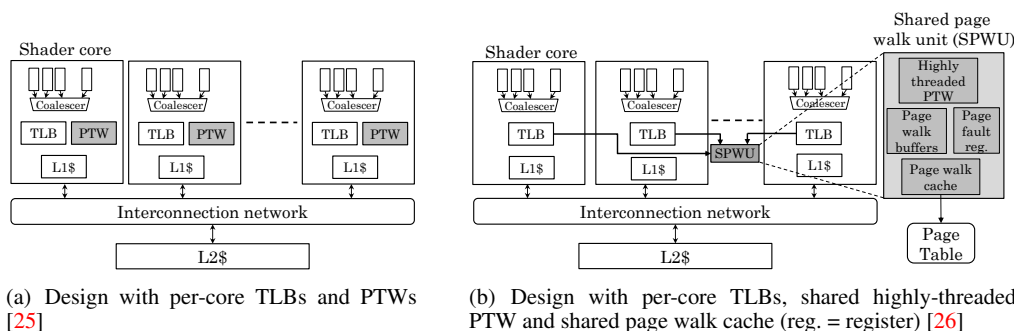 Shader core
Coalescer
TLB
PTW
L1$
Coalescer
TLB
PTW
L1$
Coalescer
TLB
PTW
L1$
Interconnection network
L2$
(a) Design with per-core TLBs and PTWs
[25]
Shader core
Coalescer
TLB
L1$
Coalescer
TLB
L1$
SPWU
Coalescer
TLB
L1$
Interconnection network
L2$
Shared page
walk unit (SPWU)
Highly
threaded
PTW
Page
walk
buffers
Page
fault
reg.
Page walk
cache
Page
Table
(b) Design with per-core TLBs, shared highly-threaded
PTW and shared page walk cache (reg. = register) [26]